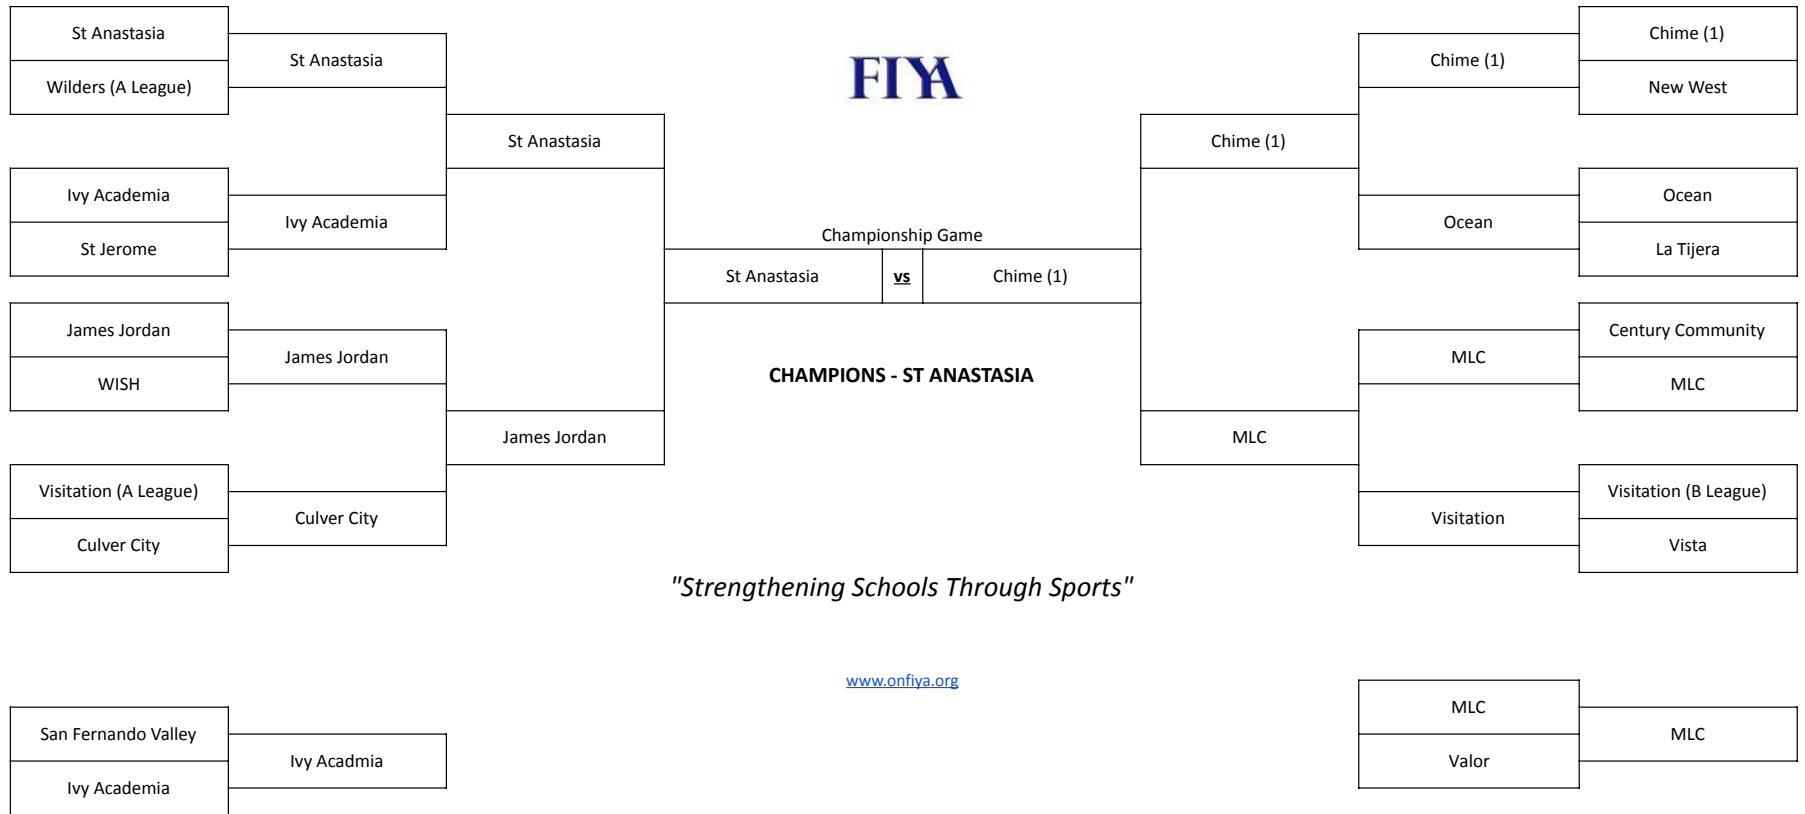 St Anastasia
Wilders (A League)
St Anastasia
Ivy Academia
St Jerome
Ivy Academia
St Anastasia
James Jordan
WISH
James Jordan
Visitation (A League)
Culver City
Culver City
James Jordan
FIYA
Championship Game
St Anastasia vs Chime (1)
CHAMPIONS - ST ANASTASIA
"Strengthening Schools Through Sports"
www.onfiya.org
Chime (1)
MLC
Chime (1)
Ocean
MLC
Visitation
Chime (1)
New West
Ocean
La Tijera
Century Community
MLC
Visitation (B League)
Vista
San Fernando Valley
Ivy Academia
Ivy Acadmia
MLC
Valor
MLC